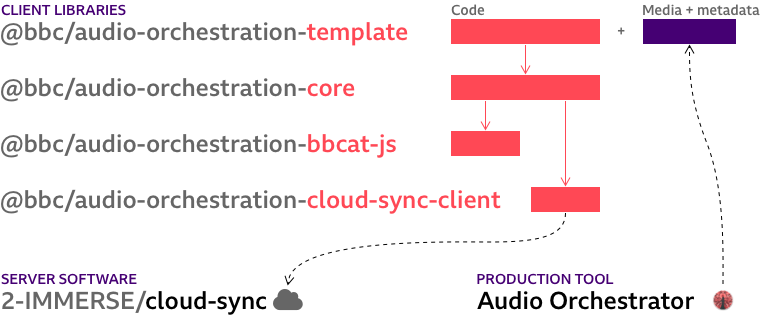 CLIENT LIBRARIES
Code
Media + metadata
@bbc/audio-orchestration-template
+
@bbc/audio-orchestration-core
@bbc/audio-orchestration-bbcat-js
@bbc/audio-orchestration-cloud-sync-client
SERVER SOFTWARE
2-IMMERSE/cloud-sync
PRODUCTION TOOL
Audio Orchestrator